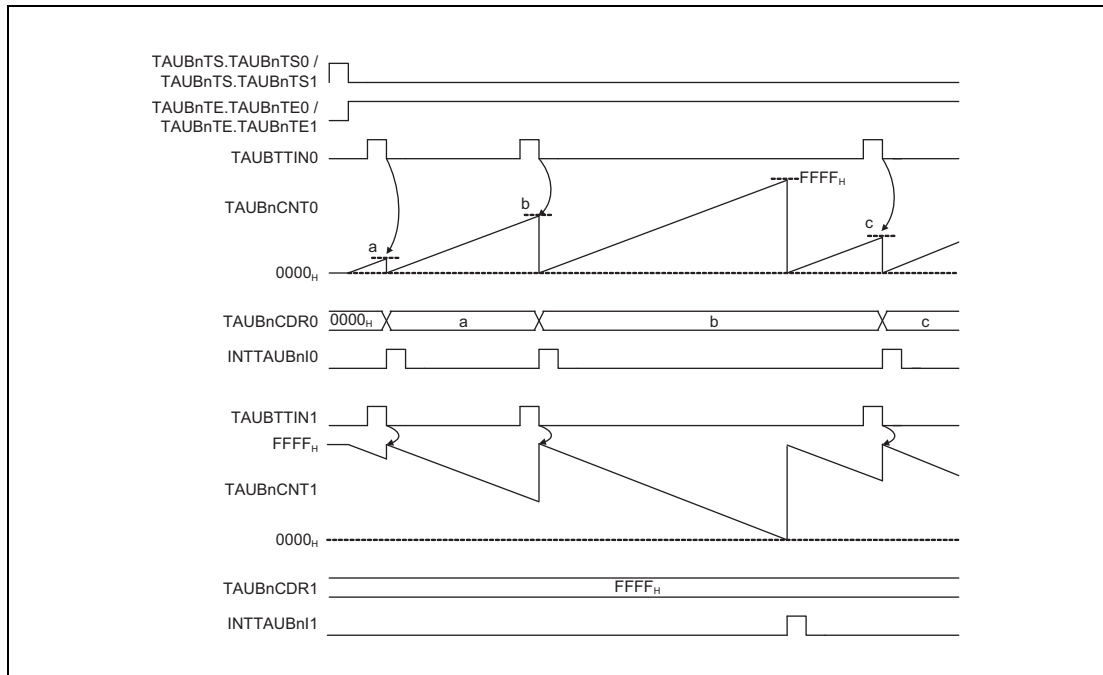 TAUBnTS.TAUBnTS0 /
TAUBnTS.TAUBnTS1
TAUBnTE.TAUBnTE0 /
TAUBnTE.TAUBnTE1
TAUBTTIN0
FFFFH
TAUBnCNT0
a
b
c
0000H
TAUBnCDR0
0000H
a
b
c
INTTAUBnI0
TAUBTTIN1
FFFFH
TAUBnCNT1
0000H
TAUBnCDR1
FFFFH
INTTAUBnI1